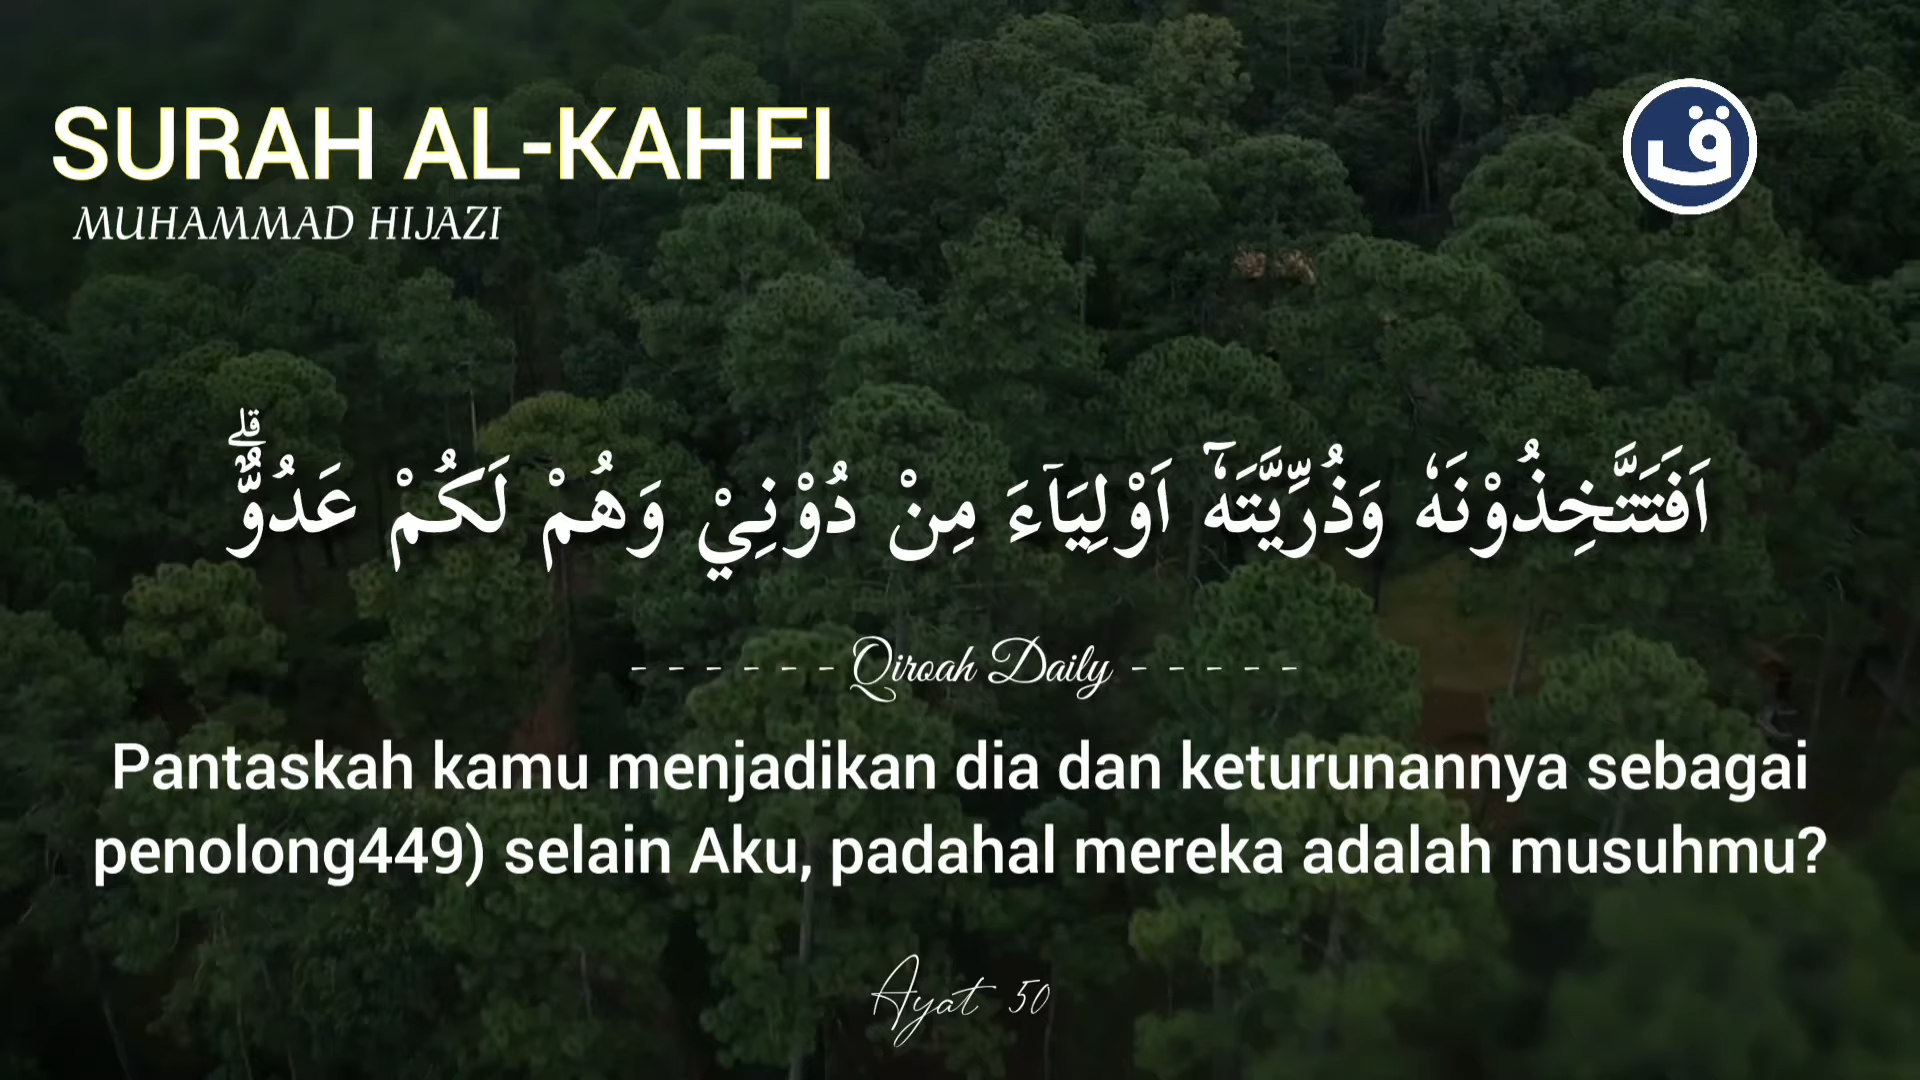 SURAH AL-KAHFI
MUHAMMAD HIJAZI
ق
اَفَتَتَّخِذُوْنَهٗ وَذُرِّيَّتَهٗٓ اَوْلِيَاۤءَ مِنْ دُوْنِيْ وَهُمْ لَكُمْ عَدُوٌّۗ
- - - - - - Qiroah Daily - - - - -
Pantaskah kamu menjadikan dia dan keturunannya sebagai
penolong449) selain Aku, padahal mereka adalah musuhmu?
Ayat 50